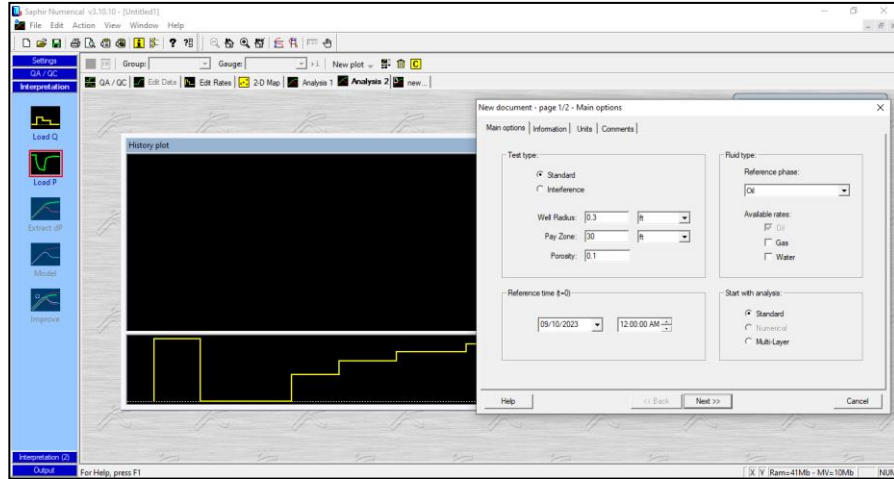 Saphir Numerical v3.10.10 - [Untitled1]
File Edit Action View Window Help
Settings
QA / QC
Interpretation
Group: Gauge: New plot
QA / QC Edit Data Edit Rates 2-D Map Analysis 1 Analysis 2 new...
Load Q
Load P
Extract dP
Model
Improve
History plot
New document - page 1/2 - Main options
Main options Information Units Comments
Test type:
Standard
Interference
Well Radius: 0.3 ft
Pay Zone: 30 ft
Porosity: 0.1
Fluid type:
Reference phase:
Oil
Available rates:
Oil
Gas
Water
Reference time (t=0)
09/10/2023 12:00:00 AM
Start with analysis:
Standard
Numerical
Multi-Layer
Help << Back Next >> Cancel
Interpretation (2)
Output
For Help, press F1 X Y Ram=41Mb - MV=10Mb NUM